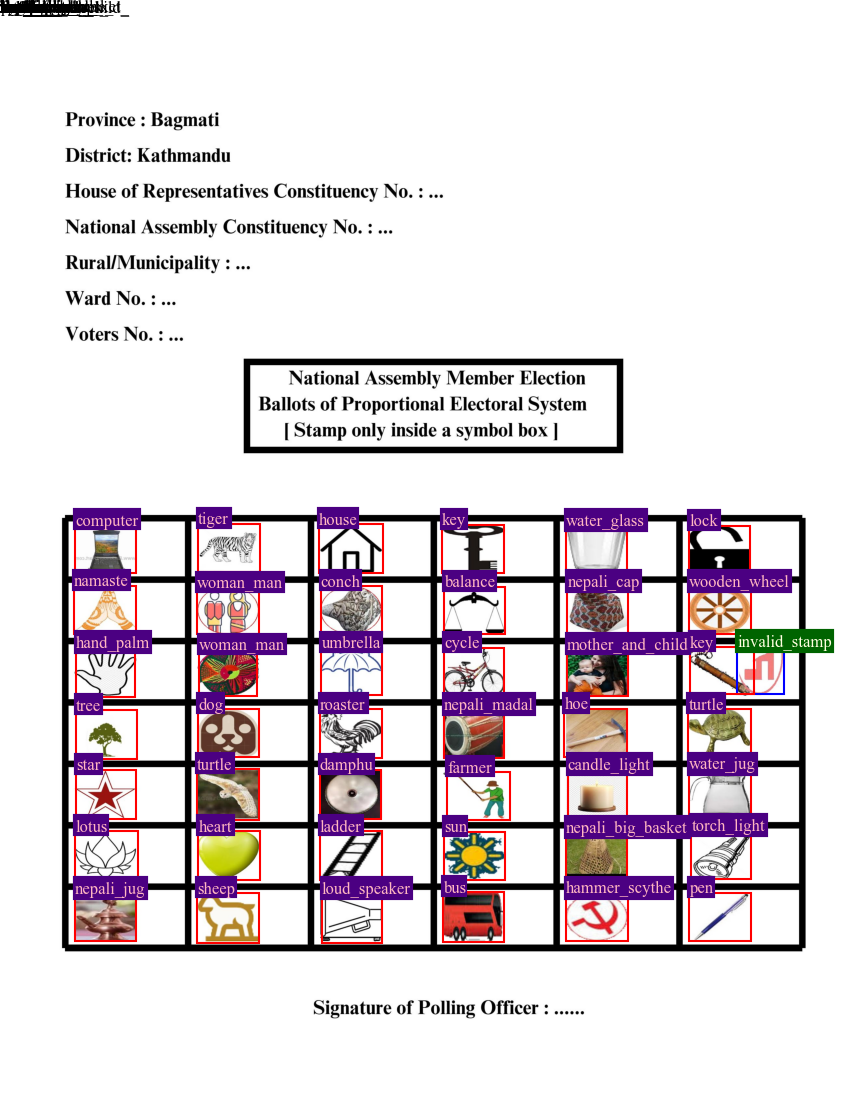 Province : Bagmati
District: Kathmandu
House of Representatives Constituency No. : ...
National Assembly Constituency No. : ...
Rural/Municipality : ...
Ward No. : ...
Voters No. : ...
National Assembly Member Election
Ballots of Proportional Electoral System
[ Stamp only inside a symbol box ]
computer tiger house key water_glass lock
namaste woman_man conch balance nepali_cap wooden_wheel
hand_palm woman_man umbrella cycle mother_and_child key invalid_stamp
tree dog roaster nepali_madal hoe turtle
star turtle damphu farmer candle_light water_jug
lotus heart ladder sun nepali_big_basket torch_light
nepali_jug sheep loud_speaker bus hammer_scythe pen
Signature of Polling Officer : ......